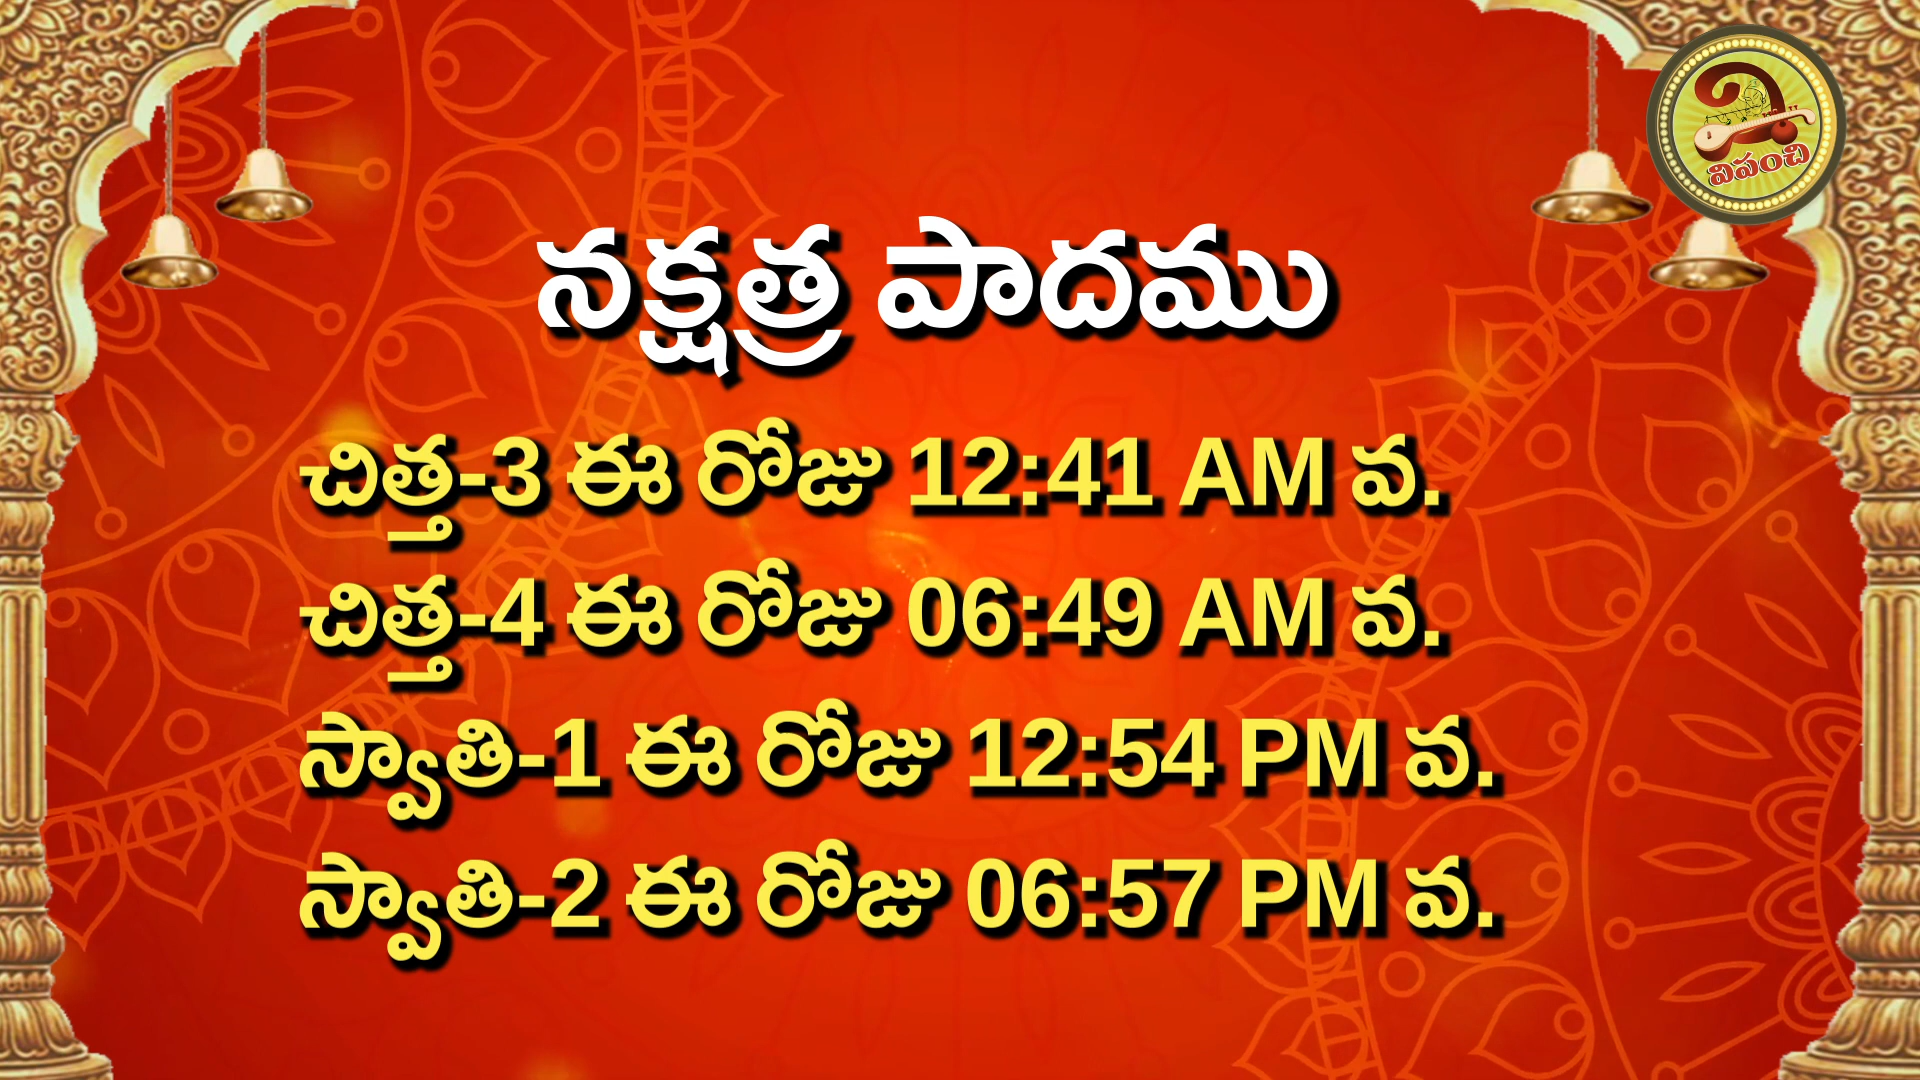 విపంచి
నక్షత్ర పాదము
చిత్త-3 ఈ రోజు 12:41 AM వ.
చిత్త-4 ఈ రోజు 06:49 AM వ.
స్వాతి-1 ఈ రోజు 12:54 PM వ.
స్వాతి-2 ఈ రోజు 06:57 PM వ.